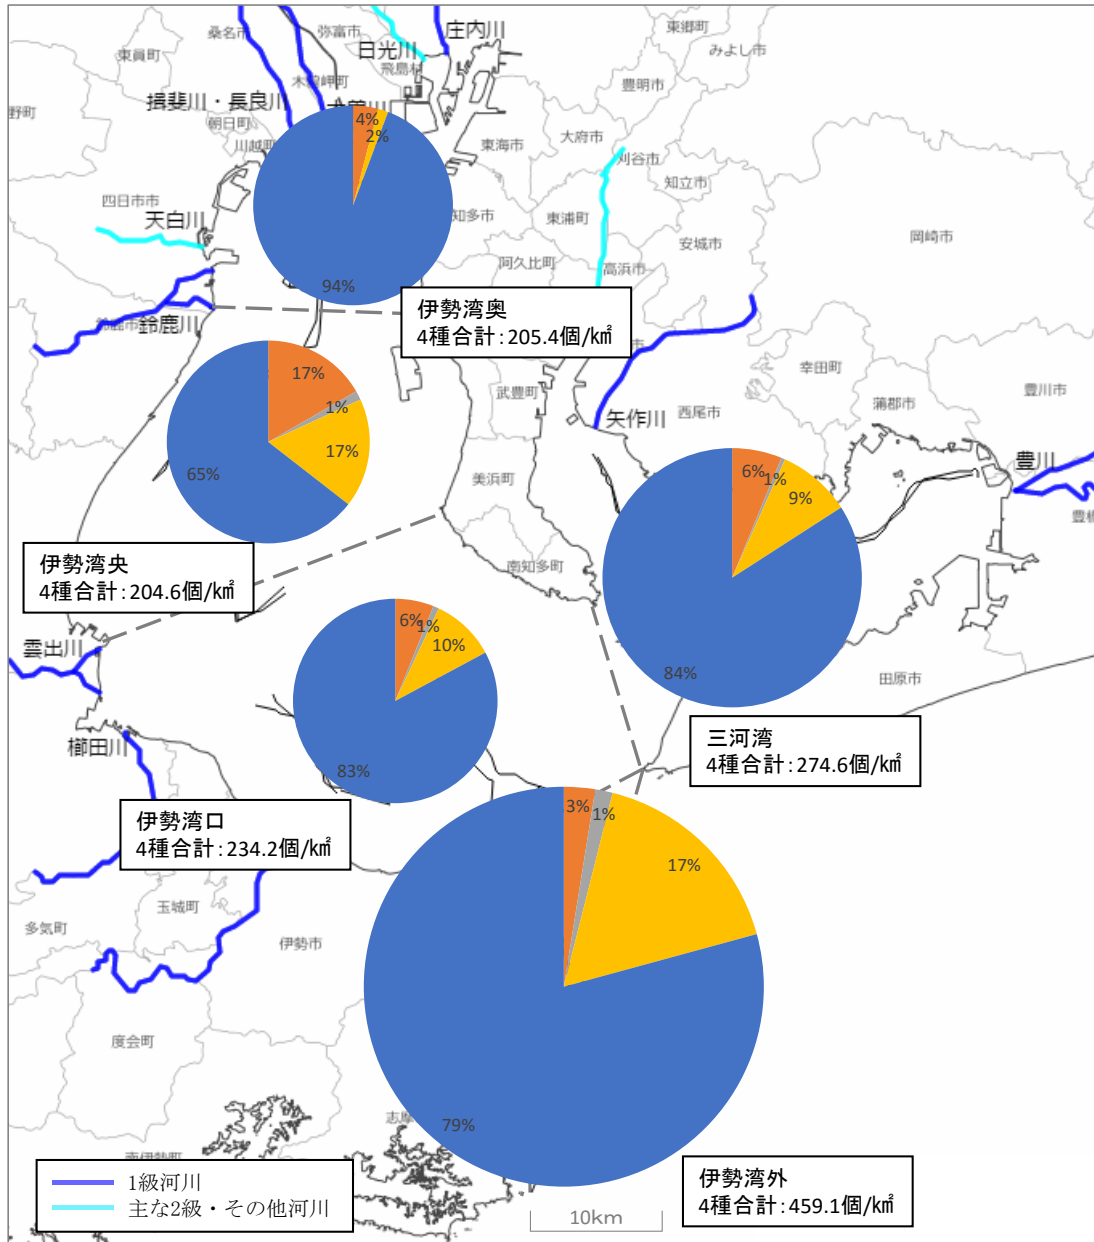 桑名市
弥富市
庄内川
東郷町
みよし市
東員町
日光川
飛島村
木曽岬町
豊明市
揖斐川・長良川
朝日町
川越町
東海市
大府市
刈谷市
知立市
4%
2%
94%
四日市市
天白川
知多市
東浦町
阿久比町
高浜市
安城市
岡崎市
伊勢湾奥
4種合計:205.4個/k㎡
鈴鹿市
鈴鹿川
17%
1%
17%
65%
武豊町
幸田町
蒲郡市
豊川市
矢作川
西尾市
豊川
美浜町
6%
1%
9%
84%
伊勢湾央
4種合計:204.6個/k㎡
南知多町
雲出川
6%
1%
10%
83%
田原市
三河湾
4種合計:274.6個/k㎡
櫛田川
伊勢湾口
4種合計:234.2個/k㎡
3%
1%
17%
79%
玉城町
多気町
伊勢市
度会町
志摩
南伊勢町
1級河川
主な2級・その他河川
10km
伊勢湾外
4種合計:459.1個/k㎡